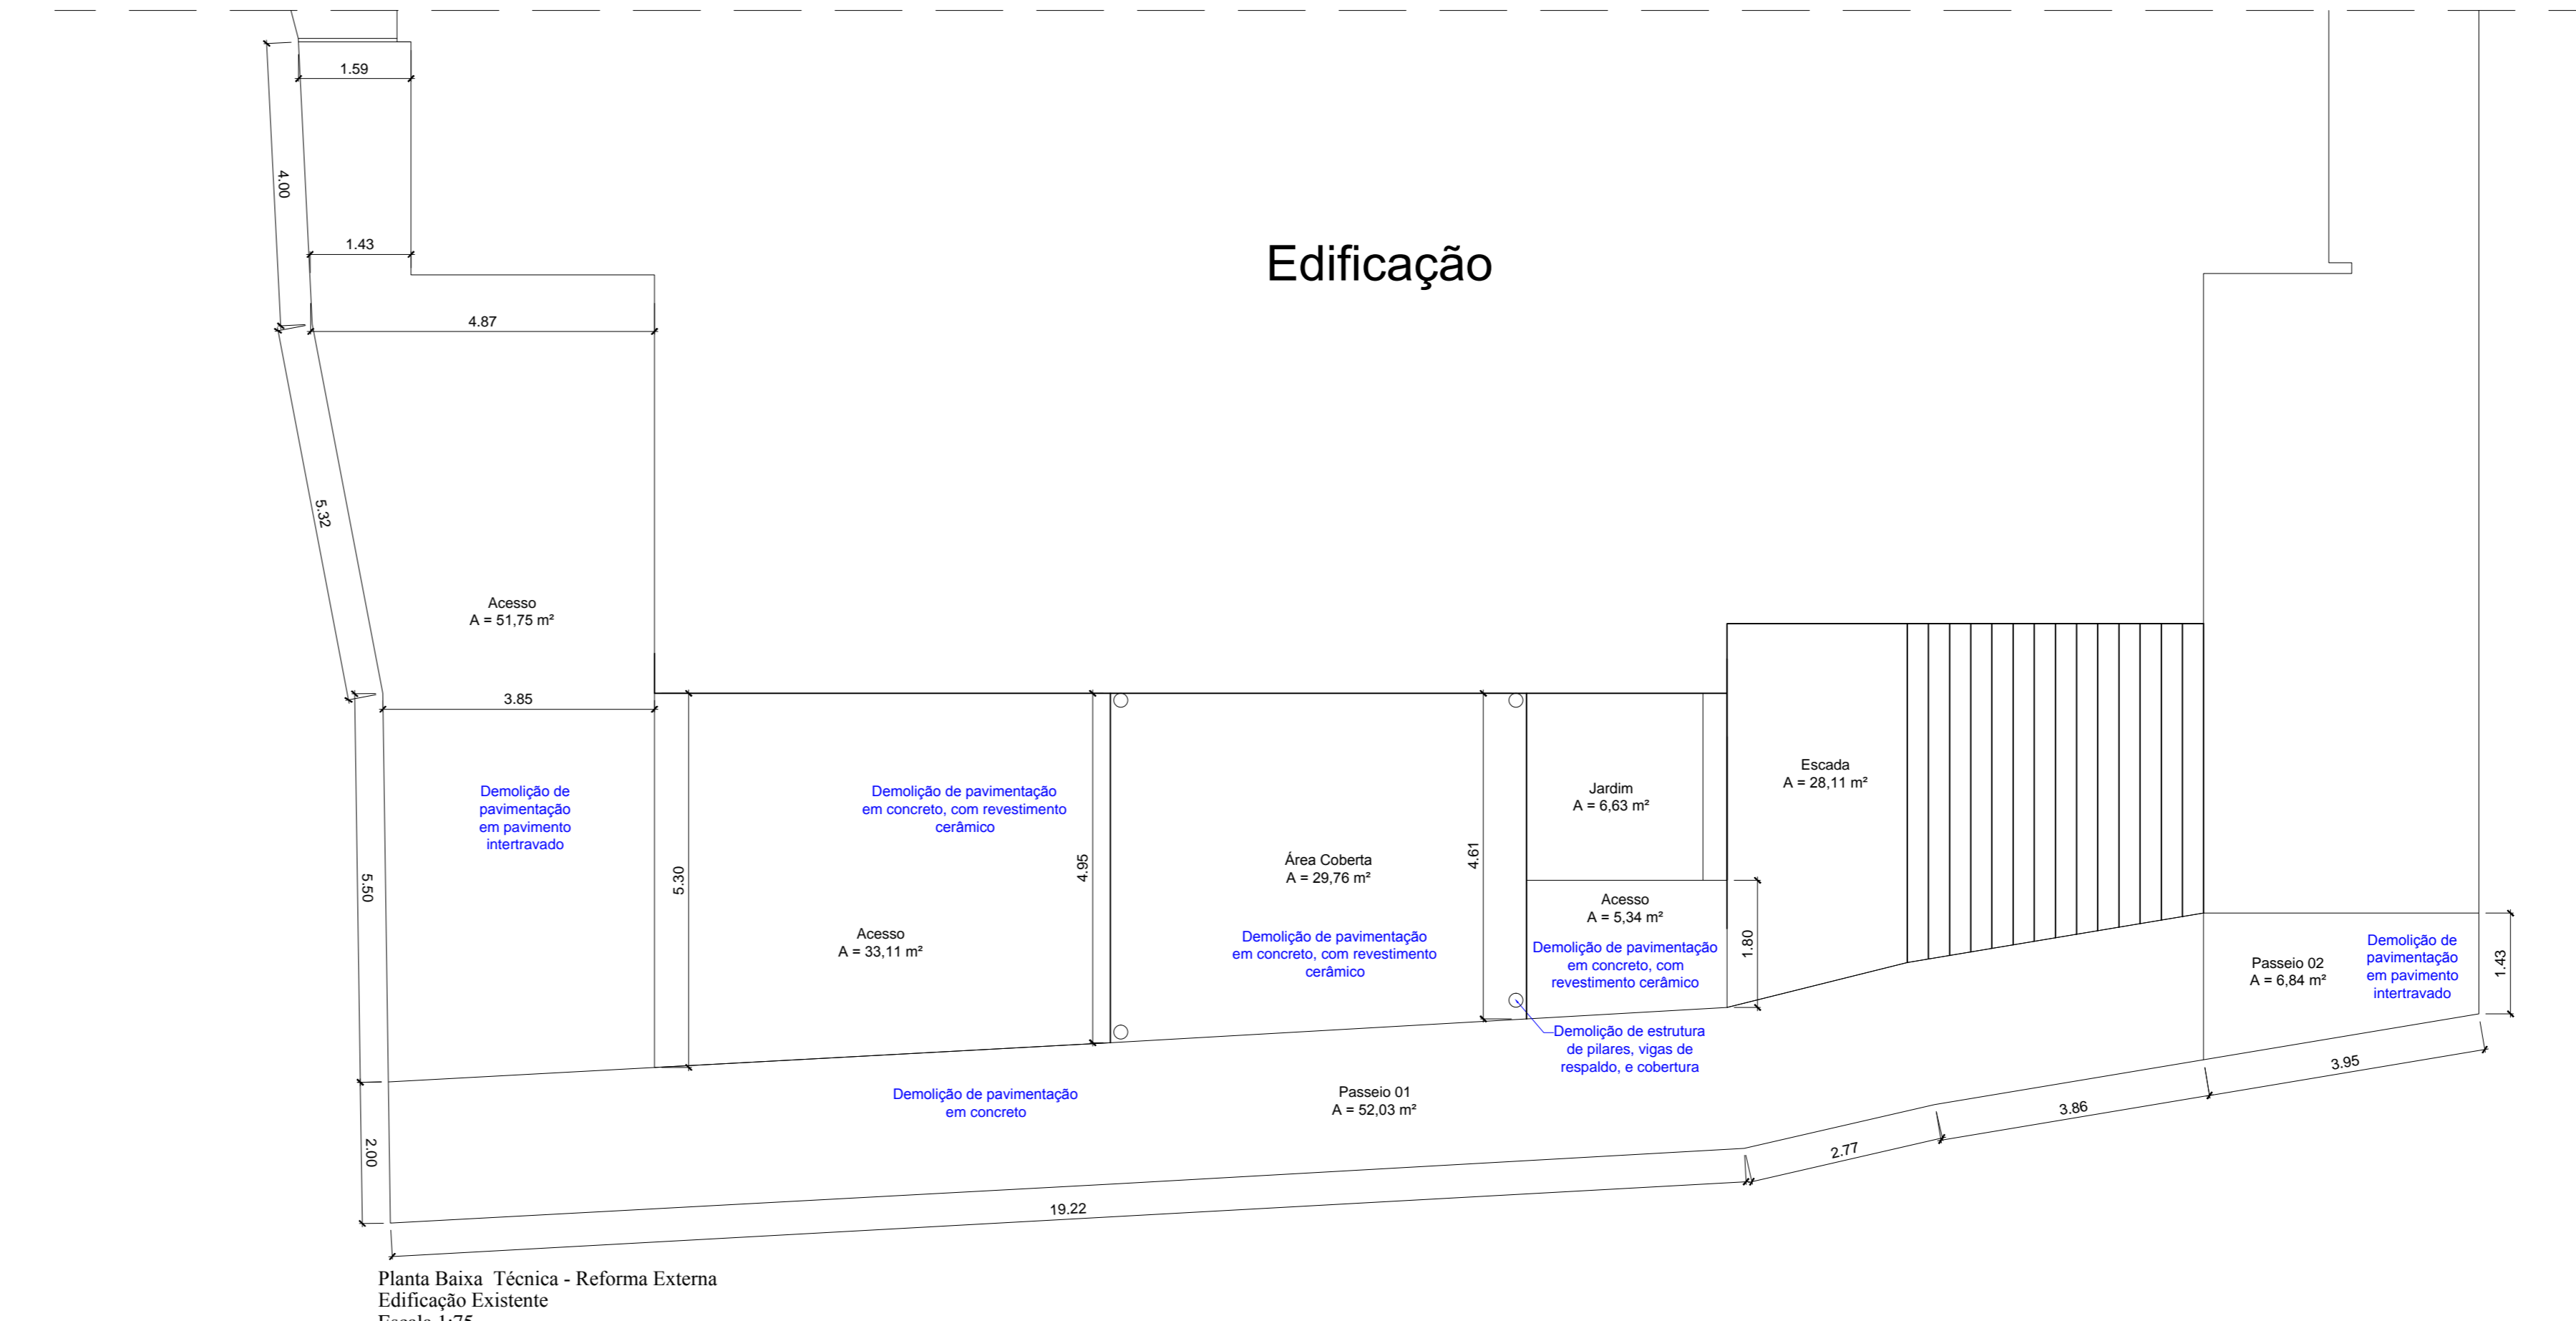 1.59
4.00
1.43
Edificação
4.87
5.32
Acesso
A = 51,75 m²
3.85
Demolição de
pavimentação
em pavimento
intertravado
5.50
5.30
Demolição de pavimentação
em concreto, com revestimento
cerâmico
Acesso
A = 33,11 m²
4.95
Área Coberta
A = 29,76 m²
Demolição de pavimentação
em concreto, com revestimento
cerâmico
4.61
Jardim
A = 6,63 m²
Acesso
A = 5,34 m²
Demolição de pavimentação
em concreto, com
revestimento cerâmico
1.80
Escada
A = 28,11 m²
Passeio 02
A = 6,84 m²
Demolição de
pavimentação
em pavimento
intertravado
1.43
Demolição de estrutura
de pilares, vigas de
respaldo, e cobertura
Demolição de pavimentação
em concreto
Passeio 01
A = 52,03 m²
2.00
19.22
2.77
3.86
3.95
Planta Baixa Técnica - Reforma Externa
Edificação Existente
Escala 1:75